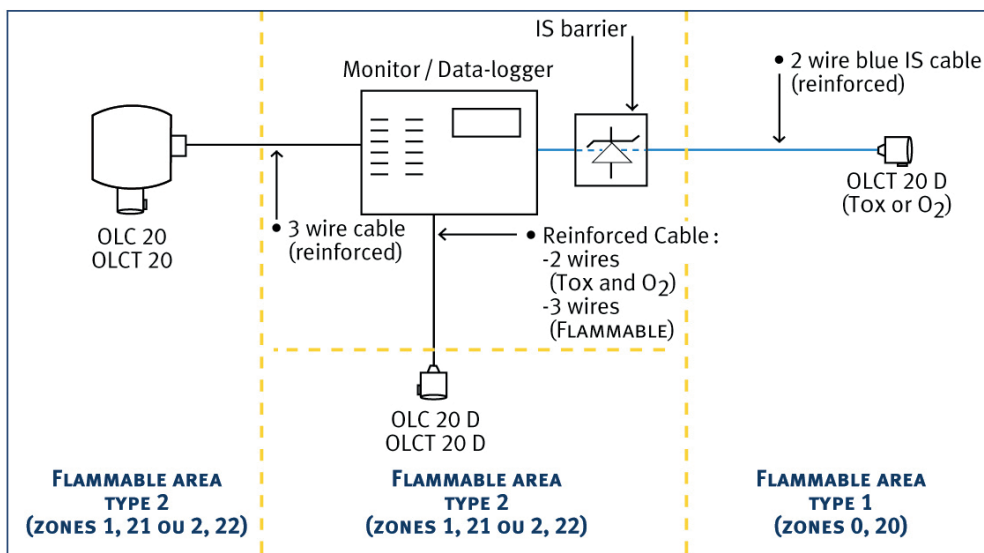 IS barrier
Monitor / Data-logger
• 2 wire blue IS cable
(reinforced)
OLCT 20 D
(Tox or O2)
• 3 wire cable
(reinforced)
OLC 20
OLCT 20
• Reinforced Cable :
-2 wires
(Tox and O2)
-3 wires
(FLAMMABLE)
OLC 20 D
OLCT 20 D
FLAMMABLE AREA
TYPE 2
(ZONES 1, 21 OU 2, 22)
FLAMMABLE AREA
TYPE 2
(ZONES 1, 21 OU 2, 22)
FLAMMABLE AREA
TYPE 1
(ZONES 0, 20)